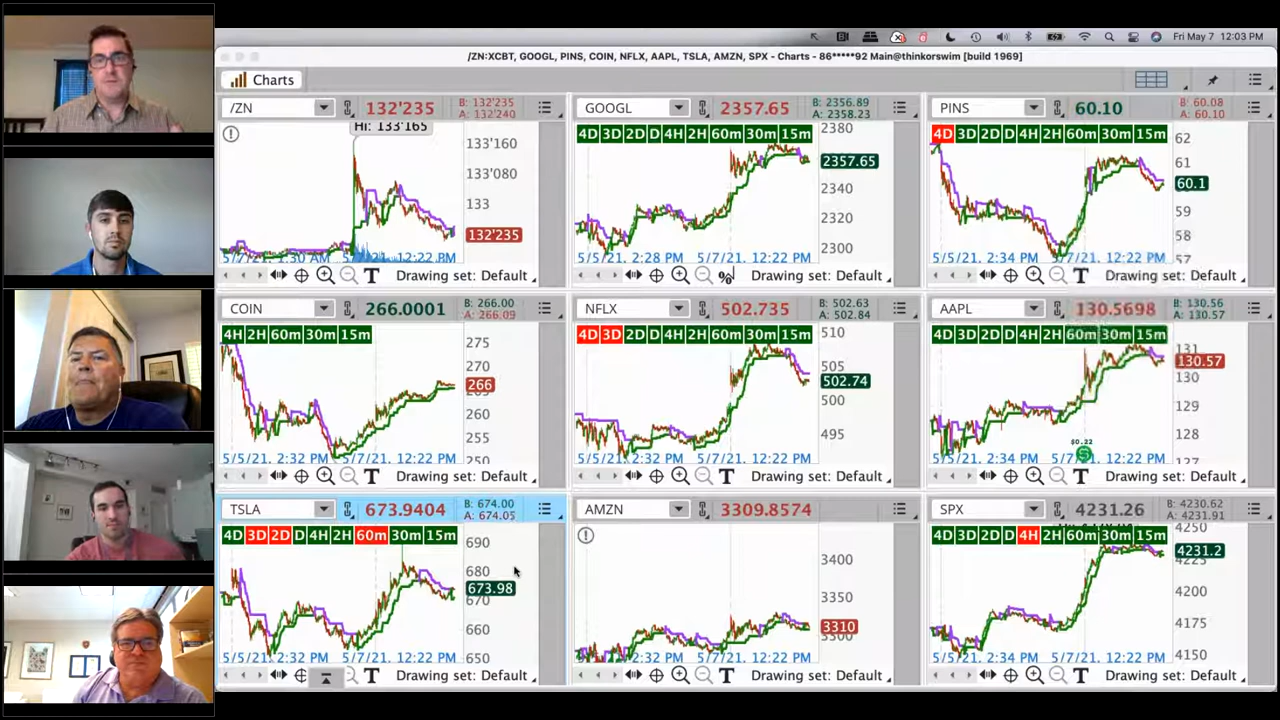 Fri May 7 12:03 PM
/ZN:XCBT, GOOGL, PINS, COIN, NFLX, AAPL, TSLA, AMZN, SPX - Charts - 86*****92 Main@thinkorswim [build 1969]
Charts
/ZN 132'235 B: 132'235 A: 132'240
Hi: 133'165
133'160
133'080
133
132'235
5/7/21, 1:30 AM 5/7/21, 12:22 PM
T Drawing set: Default
GOOGL 2357.65 B: 2356.89 A: 2358.23
4D 3D 2D D 4H 2H 60m 30m 15m
2380
2357.65
2340
2320
2300
5/5/21, 2:28 PM 5/7/21, 12:22 PM
% Drawing set: Default
PINS 60.10 B: 60.08 A: 60.10
4D 3D 2D D 4H 2H 60m 30m 15m
62
61
60.1
59
58
57
5/5/21, 2:32 PM 5/7/21, 12:22 PM
T Drawing set: Default
COIN 266.0001 B: 266.00 A: 266.09
4H 2H 60m 30m 15m
275
270
266
260
255
250
5/5/21, 2:32 PM 5/7/21, 12:22 PM
T Drawing set: Default
NFLX 502.735 B: 502.63 A: 502.84
4D 3D 2D D 4H 2H 60m 30m 15m
510
505
502.74
500
495
5/5/21, 2:32 PM 5/7/21, 12:22 PM
T Drawing set: Default
AAPL 130.5698 B: 130.56 A: 130.57
4D 3D 2D D 4H 2H 60m 30m 15m
131
130.57
130
129
128
127
$0.22
5/5/21, 2:32 PM 5/7/21, 12:22 PM
T Drawing set: Default
TSLA 673.9404 B: 674.00 A: 674.05
4D 3D 2D D 4H 2H 60m 30m 15m
690
680
673.98
670
660
650
5/5/21, 2:32 PM 5/7/21, 12:22 PM
T Drawing set: Default
AMZN 3309.8574
3400
3350
3310
3300
5/5/21, 2:31 PM 5/7/21, 12:22 PM
T Drawing set: Default
SPX 4231.26 B: 4230.62 A: 4231.91
4D 3D 2D D 4H 2H 60m 30m 15m
4250
4231.2
4200
4175
4150
5/5/21, 2:34 PM 5/7/21, 12:22 PM
T Drawing set: Default